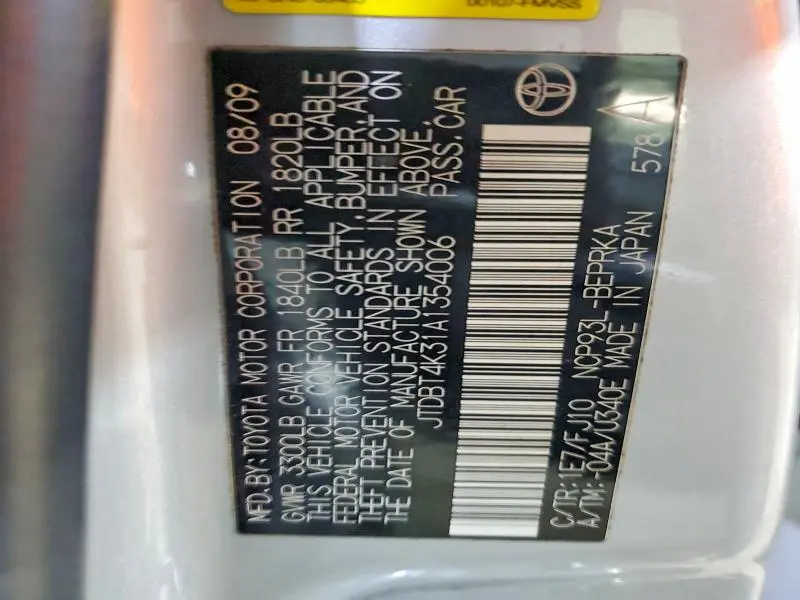 MFD.BY:TOYOTA MOTOR CORPORATION 08/09
GVWR 3300LB GAWR FR 1840LB RR 1820LB
THIS VEHICLE CONFORMS TO ALL APPLICABLE
FEDERAL MOTOR VEHICLE SAFETY,BUMPER,AND
THEFT PREVENTION STANDARDS IN EFFECT ON
THE DATE OF MANUFACTURE SHOWN ABOVE.
JTDBT4K31A1354006 PASS.CAR
C/TR:1E7/FJ10 NCP93L-BEPRKA
A/TM:-04A/U340E MADE IN JAPAN 578 A